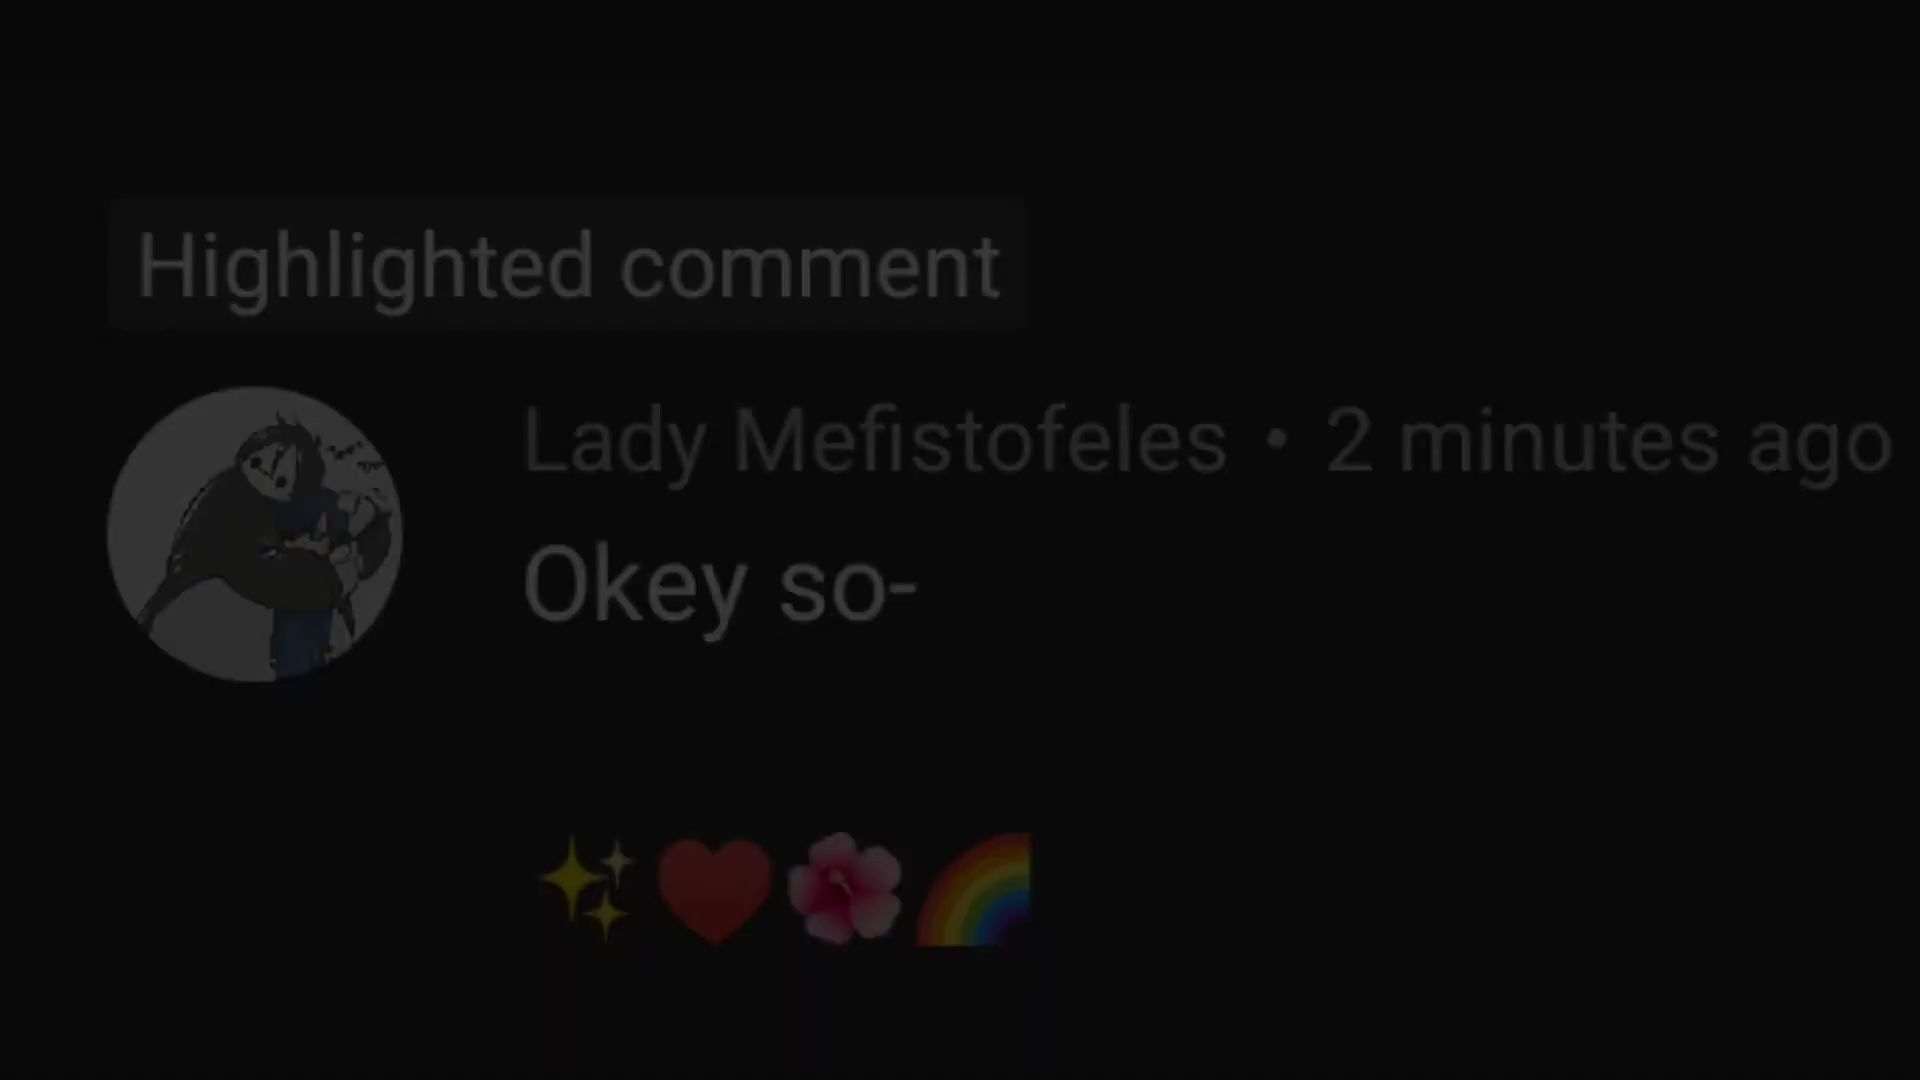 Highlighted comment
Lady Mefistofeles • 2 minutes ago
Okey so-
✨❤️🌺🌈